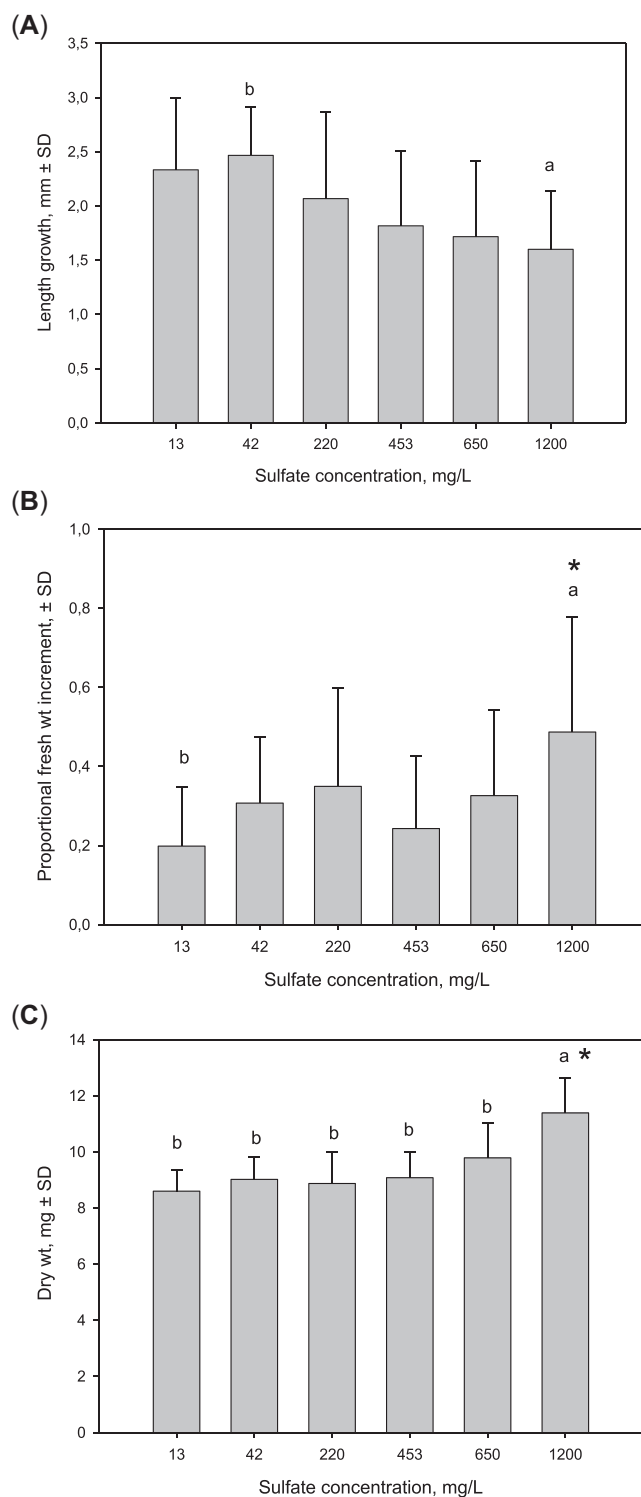 (A)
Length growth, mm ± SD
3,5
3,0
2,5
2,0
1,5
1,0
0,5
0,0
b
a
13 42 220 453 650 1200
Sulfate concentration, mg/L
(B)
Proportional fresh wt increment, ± SD
1,0
0,8
0,6
0,4
0,2
0,0
*
a
b
13 42 220 453 650 1200
Sulfate concentration, mg/L
(C)
Dry wt, mg ± SD
14
12
10
8
6
4
2
0
b b b b b a *
13 42 220 453 650 1200
Sulfate concentration, mg/L